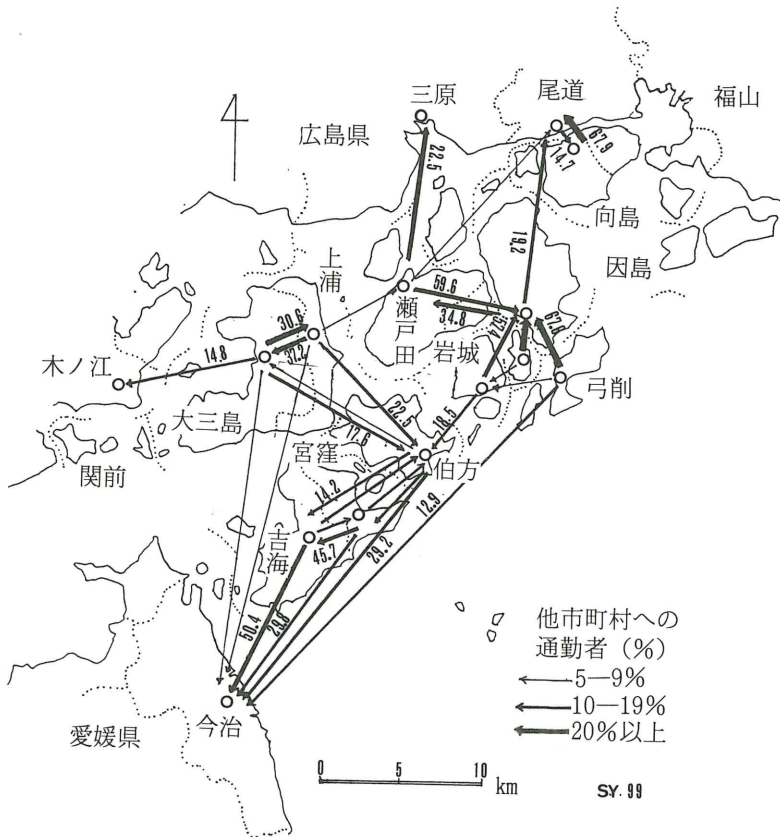 三原
尾道
福山
広島県
67.9
14.7
22.5
向島
19.2
因島
上浦
瀬戸田
59.6
34.8
30.6
37.2
52.4
67.8
岩城
木ノ江
14.8
弓削
大三島
22.5
17.6
18.5
宮窪
伯方
関前
14.2
12.9
吉海
45.7
29.2
50.4
29.8
他市町村への
通勤者(%)
5―9%
10―19%
20%以上
今治
愛媛県
0 5 10
km
SY. 99